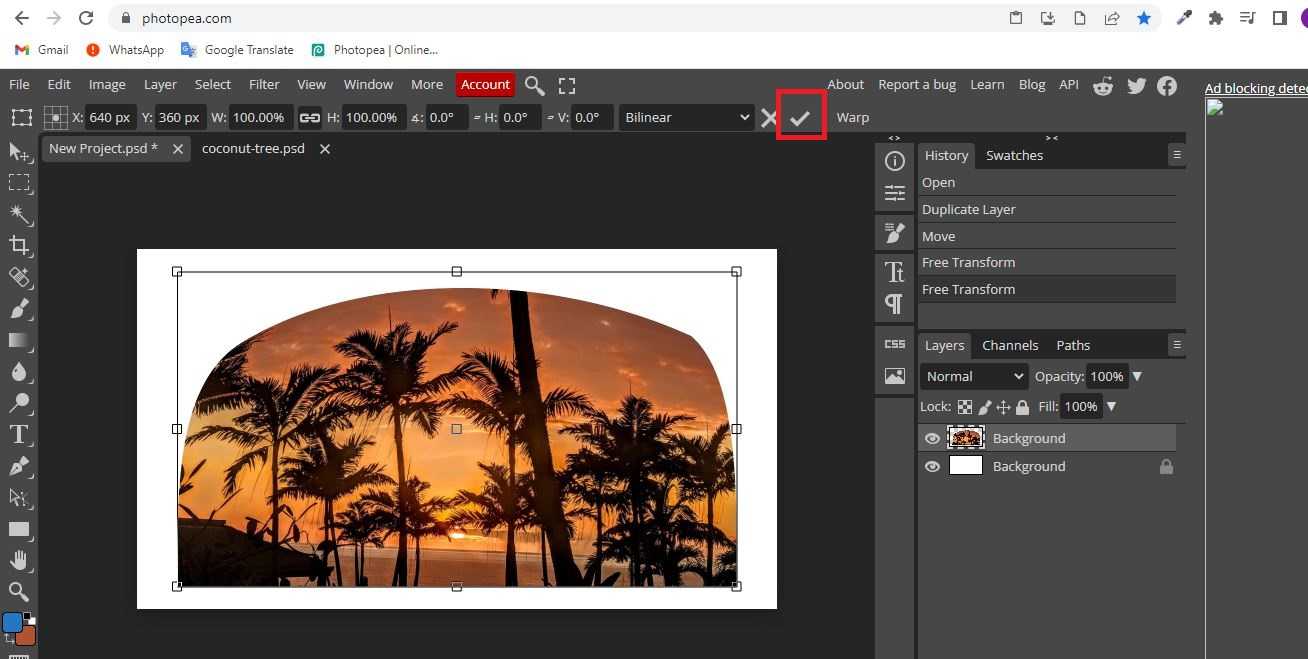 photopea.com
Gmail WhatsApp Google Translate Photopea | Online...
File Edit Image Layer Select Filter View Window More Account About Report a bug Learn Blog API
Ad blocking dete
X: 640 px Y: 360 px W: 100.00% H: 100.00% ∡: 0.0° H: 0.0° V: 0.0° Bilinear Warp
New Project.psd * coconut-tree.psd
History Swatches
Open
Duplicate Layer
Move
Free Transform
Free Transform
CSS
Layers Channels Paths
Normal Opacity: 100%
Lock: Fill: 100%
Background
Background